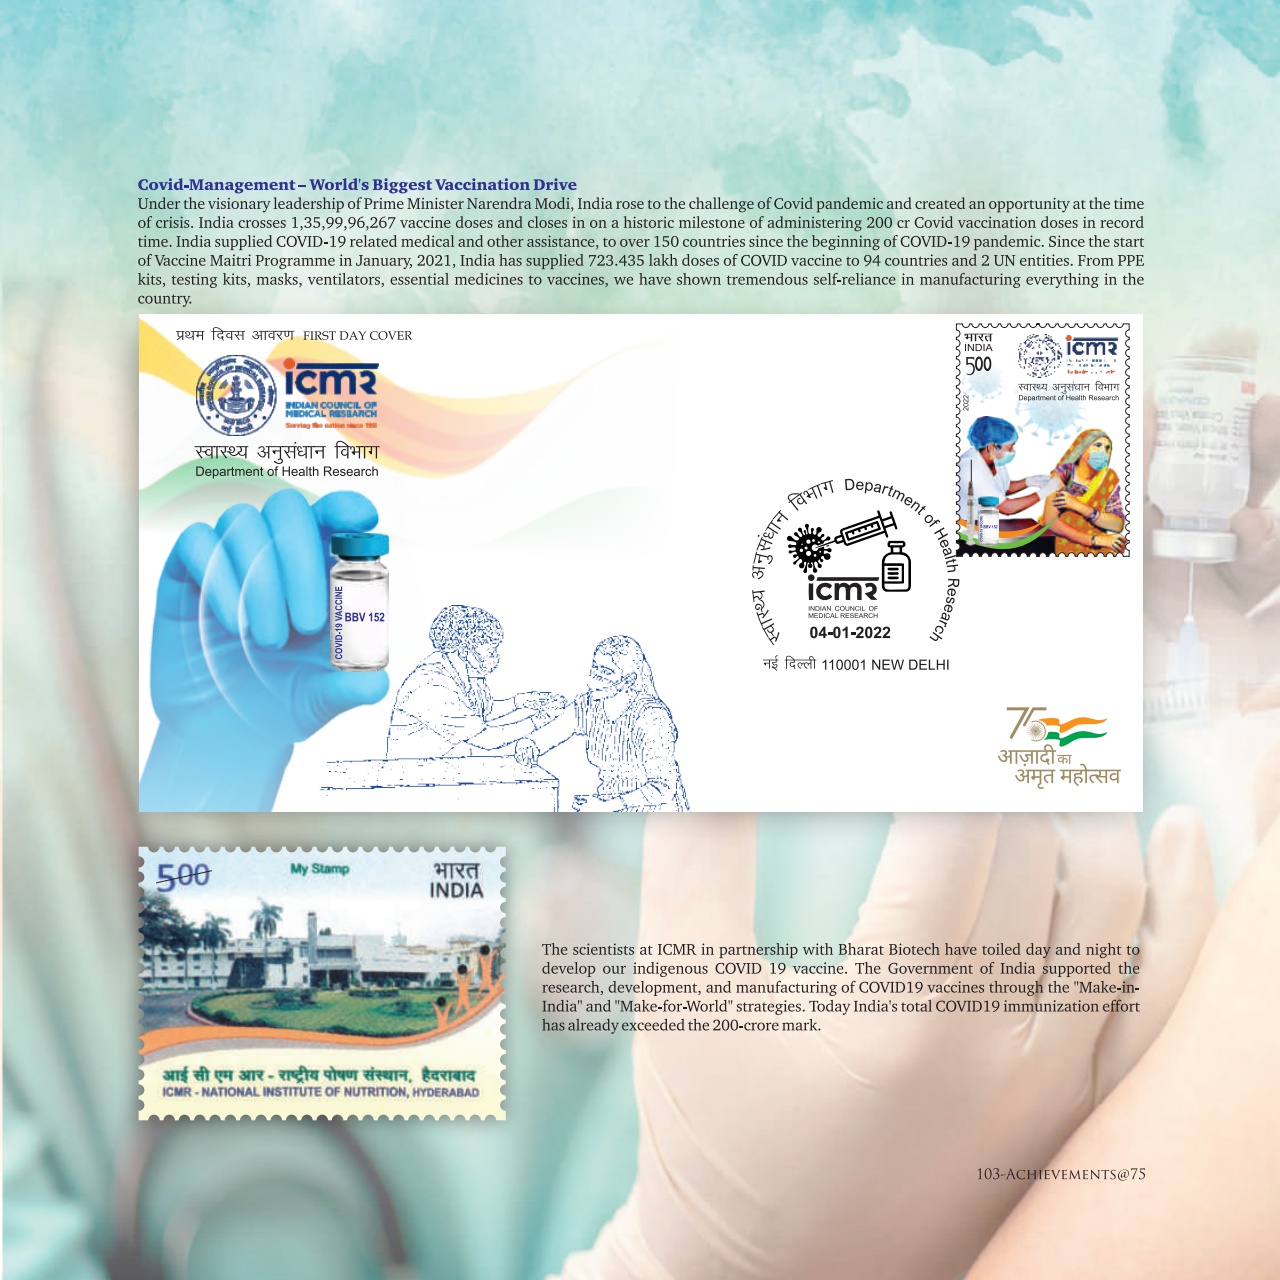 Covid-Management – World's Biggest Vaccination Drive
Under the visionary leadership of Prime Minister Narendra Modi, India rose to the challenge of Covid pandemic and created an opportunity at the time
of crisis. India crosses 1,35,99,96,267 vaccine doses and closes in on a historic milestone of administering 200 cr Covid vaccination doses in record
time. India supplied COVID-19 related medical and other assistance, to over 150 countries since the beginning of COVID-19 pandemic. Since the start
of Vaccine Maitri Programme in January, 2021, India has supplied 723.435 lakh doses of COVID vaccine to 94 countries and 2 UN entities. From PPE
kits, testing kits, masks, ventilators, essential medicines to vaccines, we have shown tremendous self-reliance in manufacturing everything in the
country.
प्रथम दिवस आवरण FIRST DAY COVER
icmr
INDIAN COUNCIL OF
MEDICAL RESEARCH
Serving the nation since 1911
स्वास्थ्य अनुसंधान विभाग
Department of Health Research
COVID-19 VACCINE
BBV 152
भारत
INDIA
500
2022
icmr
स्वास्थ्य अनुसंधान विभाग
Department of Health Research
BBV 152
स्वास्थ्य अनुसंधान विभाग Department of Health Research
icmr
INDIAN COUNCIL OF
MEDICAL RESEARCH
04-01-2022
नई दिल्ली 110001 NEW DELHI
75
आज़ादी का
अमृत महोत्सव
500
My Stamp
भारत
INDIA
आई सी एम आर - राष्ट्रीय पोषण संस्थान, हैदराबाद
ICMR - NATIONAL INSTITUTE OF NUTRITION, HYDERABAD
The scientists at ICMR in partnership with Bharat Biotech have toiled day and night to
develop our indigenous COVID 19 vaccine. The Government of India supported the
research, development, and manufacturing of COVID19 vaccines through the "Make-in-
India" and "Make-for-World" strategies. Today India's total COVID19 immunization effort
has already exceeded the 200-crore mark.
103-Achievements@75